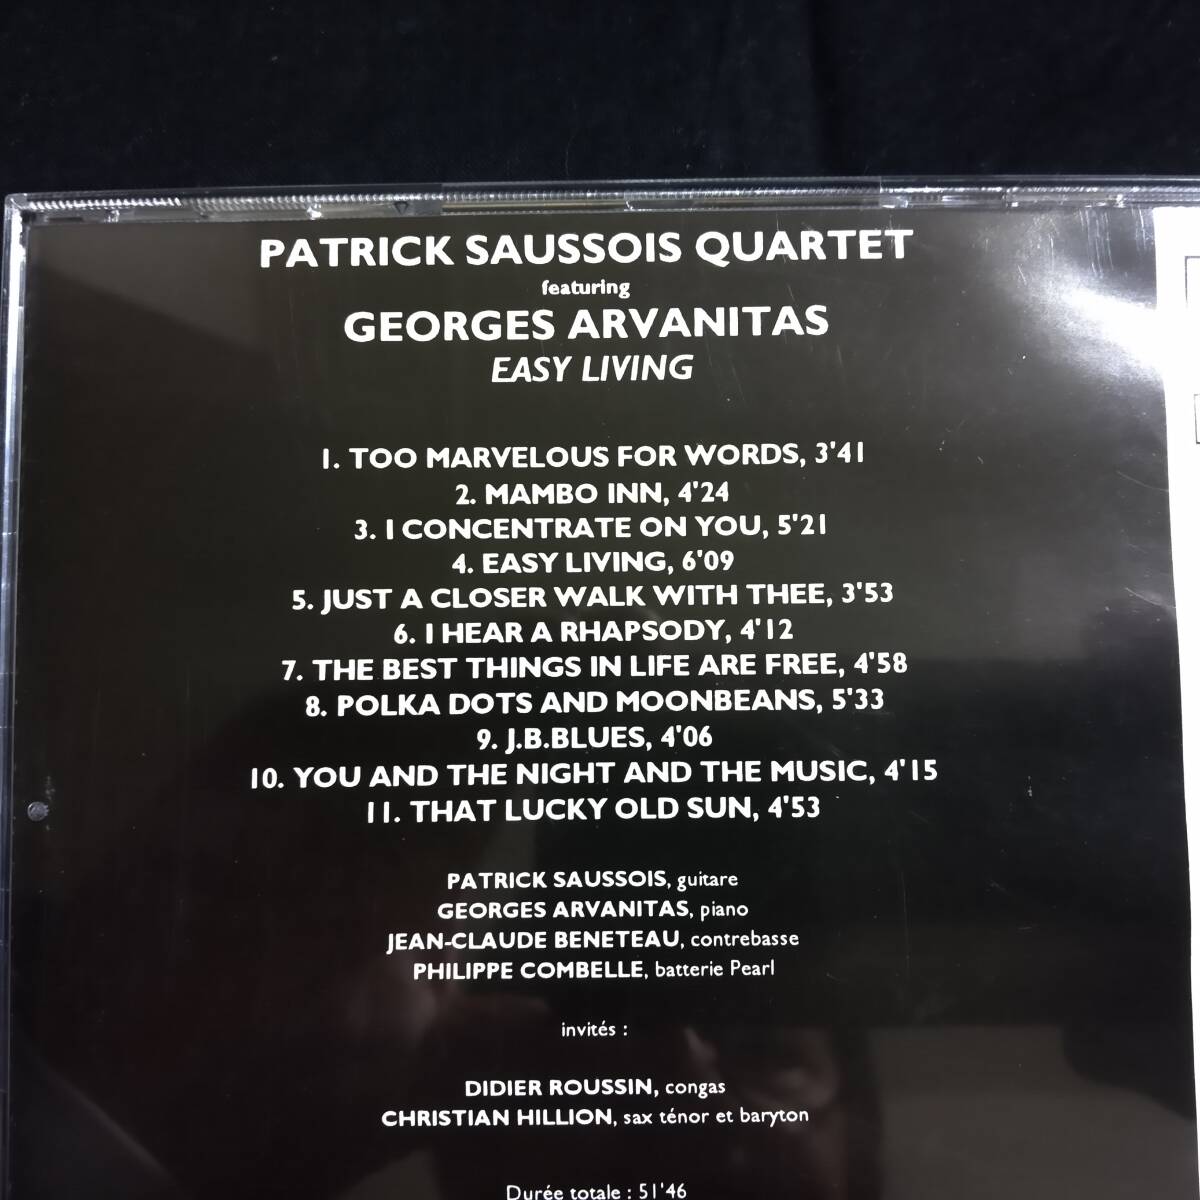 PATRICK SAUSSOIS QUARTET
featuring
GEORGES ARVANITAS
EASY LIVING
1. TOO MARVELOUS FOR WORDS, 3'41
2. MAMBO INN, 4'24
3. I CONCENTRATE ON YOU, 5'21
4. EASY LIVING, 6'09
5. JUST A CLOSER WALK WITH THEE, 3'53
6. I HEAR A RHAPSODY, 4'12
7. THE BEST THINGS IN LIFE ARE FREE, 4'58
8. POLKA DOTS AND MOONBEANS, 5'33
9. J.B.BLUES, 4'06
10. YOU AND THE NIGHT AND THE MUSIC, 4'15
11. THAT LUCKY OLD SUN, 4'53
PATRICK SAUSSOIS, guitare
GEORGES ARVANITAS, piano
JEAN-CLAUDE BENETEAU, contrebasse
PHILIPPE COMBELLE, batterie Pearl
invités :
DIDIER ROUSSIN, congas
CHRISTIAN HILLION, sax ténor et baryton
Durée totale : 51'46